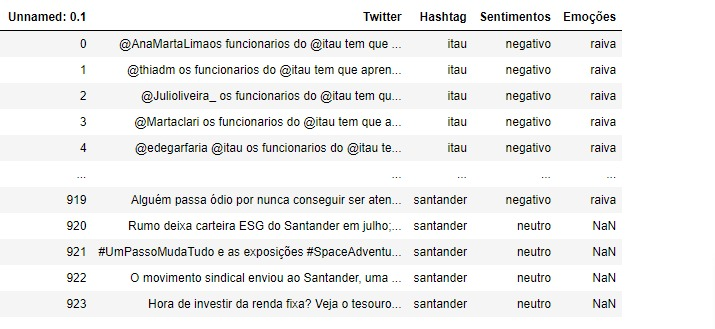 Unnamed: 0.1 Twitter Hashtag Sentimentos Emoções
0 @AnaMartaLimaos funcionarios do @itau tem que ... itau negativo raiva
1 @thiadm os funcionarios do @itau tem que apren... itau negativo raiva
2 @Julioliveira_ os funcionarios do @itau tem qu... itau negativo raiva
3 @Martaclari os funcionarios do @itau tem que a... itau negativo raiva
4 @edegarfaria @itau os funcionarios do @itau te... itau negativo raiva
... ... ... ... ...
919 Alguém passa ódio por nunca conseguir ser aten... santander negativo raiva
920 Rumo deixa carteira ESG do Santander em julho;... santander neutro NaN
921 #UmPassoMudaTudo e as exposições #SpaceAdventu... santander neutro NaN
922 O movimento sindical enviou ao Santander, uma ... santander neutro NaN
923 Hora de investir da renda fixa? Veja o tesouro... santander neutro NaN